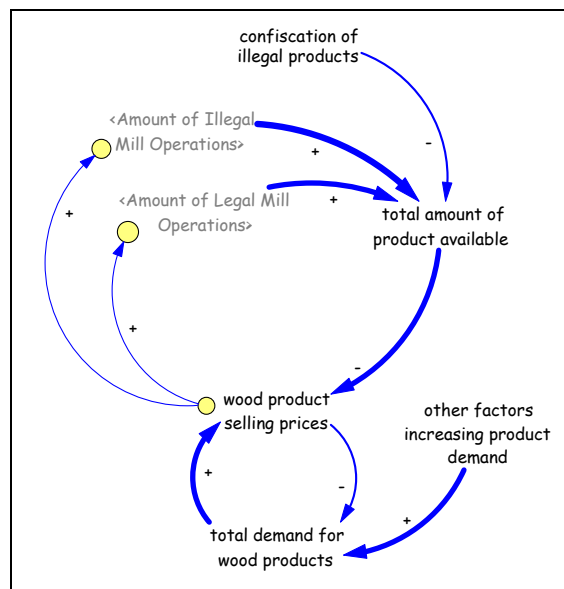 confiscation of
illegal products
<Amount of Illegal
Mill Operations>
+
-
<Amount of Legal Mill
Operations>
+
+
total amount of
product available
+
-
wood product
selling prices
other factors
increasing product
demand
+
-
+
total demand for
wood products